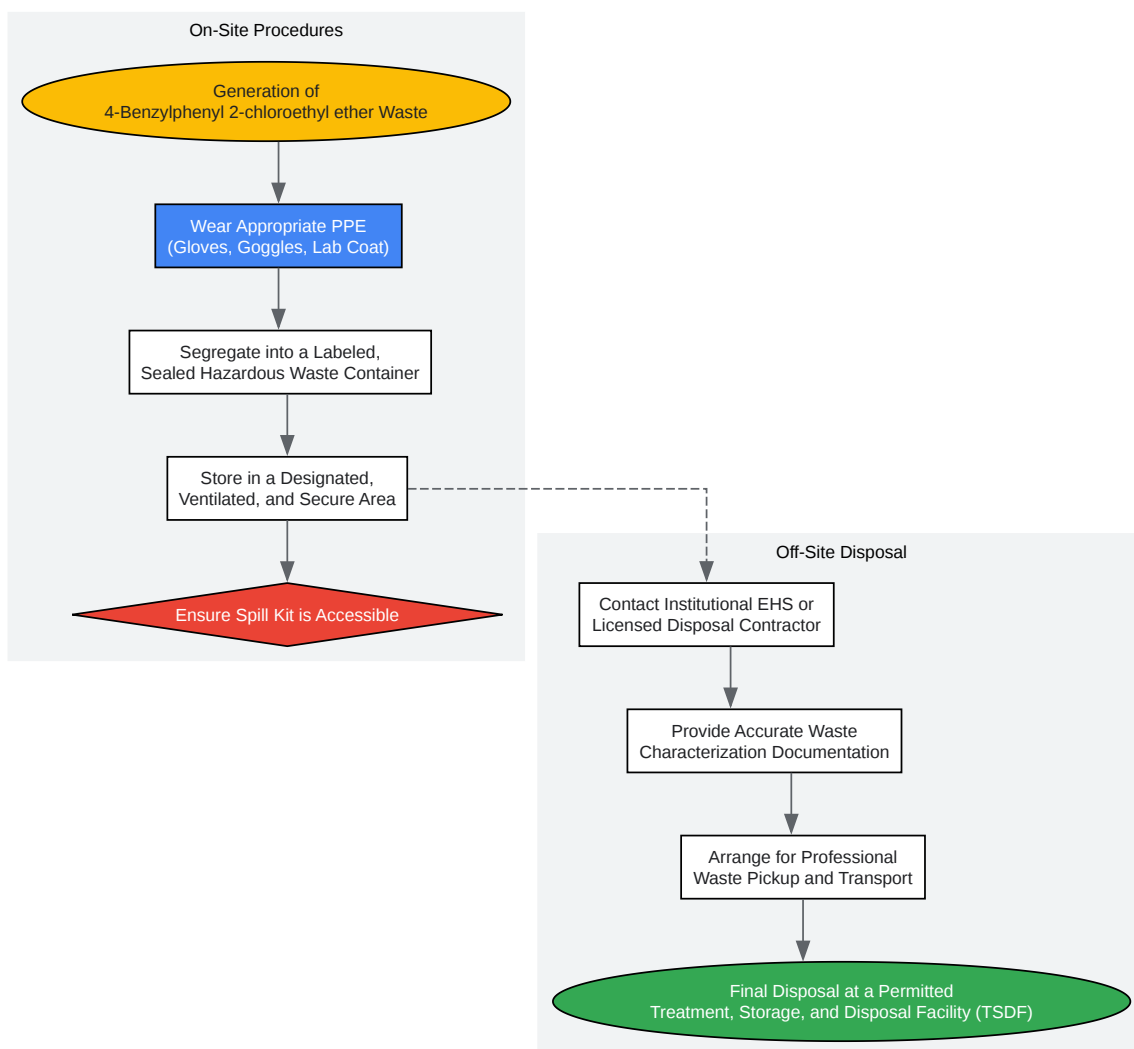 On-Site Procedures
Generation of
4-Benzylphenyl 2-chloroethyl ether Waste
Wear Appropriate PPE
(Gloves, Goggles, Lab Coat)
Segregate into a Labeled,
Sealed Hazardous Waste Container
Store in a Designated,
Ventilated, and Secure Area
Ensure Spill Kit is Accessible
Off-Site Disposal
Contact Institutional EHS or
Licensed Disposal Contractor
Provide Accurate Waste
Characterization Documentation
Arrange for Professional
Waste Pickup and Transport
Final Disposal at a Permitted
Treatment, Storage, and Disposal Facility (TSDF)